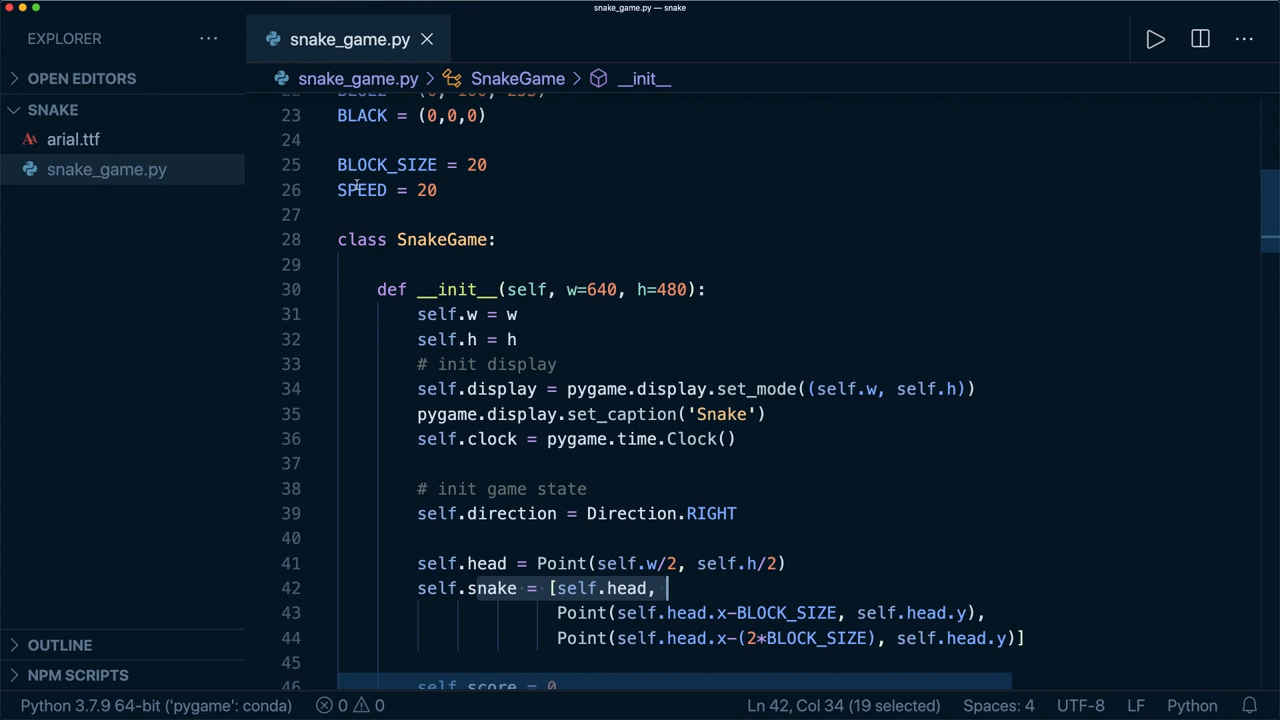 snake_game.py — snake
EXPLORER
snake_game.py
OPEN EDITORS
SNAKE
arial.ttf
snake_game.py
OUTLINE
NPM SCRIPTS
snake_game.py > SnakeGame > __init__
23 BLACK = (0,0,0)
24
25 BLOCK_SIZE = 20
26 SPEED = 20
27
28 class SnakeGame:
29
30 def __init__(self, w=640, h=480):
31 self.w = w
32 self.h = h
33 # init display
34 self.display = pygame.display.set_mode((self.w, self.h))
35 pygame.display.set_caption('Snake')
36 self.clock = pygame.time.Clock()
37
38 # init game state
39 self.direction = Direction.RIGHT
40
41 self.head = Point(self.w/2, self.h/2)
42 self.snake = [self.head,
43 Point(self.head.x-BLOCK_SIZE, self.head.y),
44 Point(self.head.x-(2*BLOCK_SIZE), self.head.y)]
45
46 self.score = 0
Python 3.7.9 64-bit ('pygame': conda) 0 0 Ln 42, Col 34 (19 selected) Spaces: 4 UTF-8 LF Python